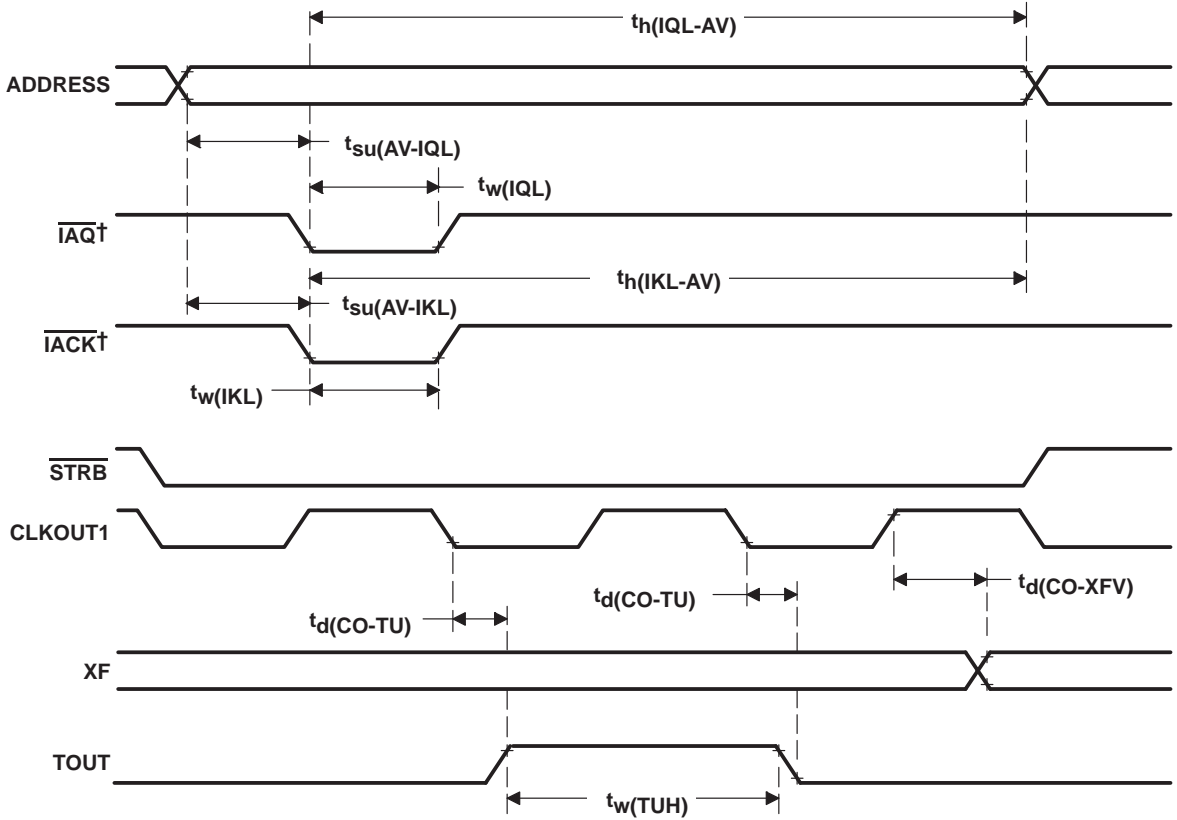 th(IQL-AV)
ADDRESS
tsu(AV-IQL)
tw(IQL)
IAQ†
th(IKL-AV)
tsu(AV-IKL)
IACK†
tw(IKL)
STRB
CLKOUT1
td(CO-XFV)
td(CO-TU)
td(CO-TU)
XF
TOUT
tw(TUH)